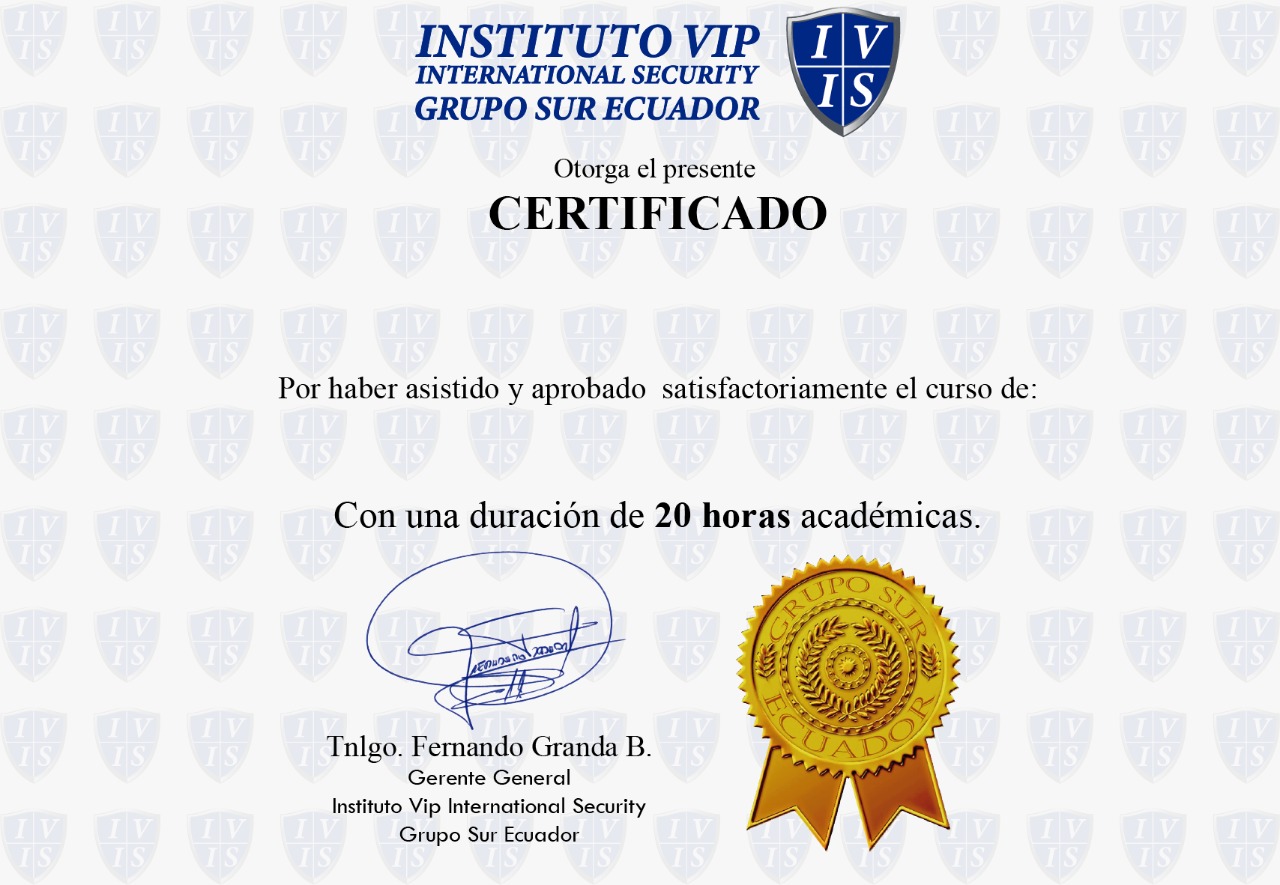 INSTITUTO VIP
INTERNATIONAL SECURITY
GRUPO SUR ECUADOR
I V
I S
Otorga el presente
CERTIFICADO
Por haber asistido y aprobado satisfactoriamente el curso de:
Con una duración de 20 horas académicas.
GRUPO SUR
ECUADOR
Tnlgo. Fernando Granda B.
Gerente General
Instituto Vip International Security
Grupo Sur Ecuador